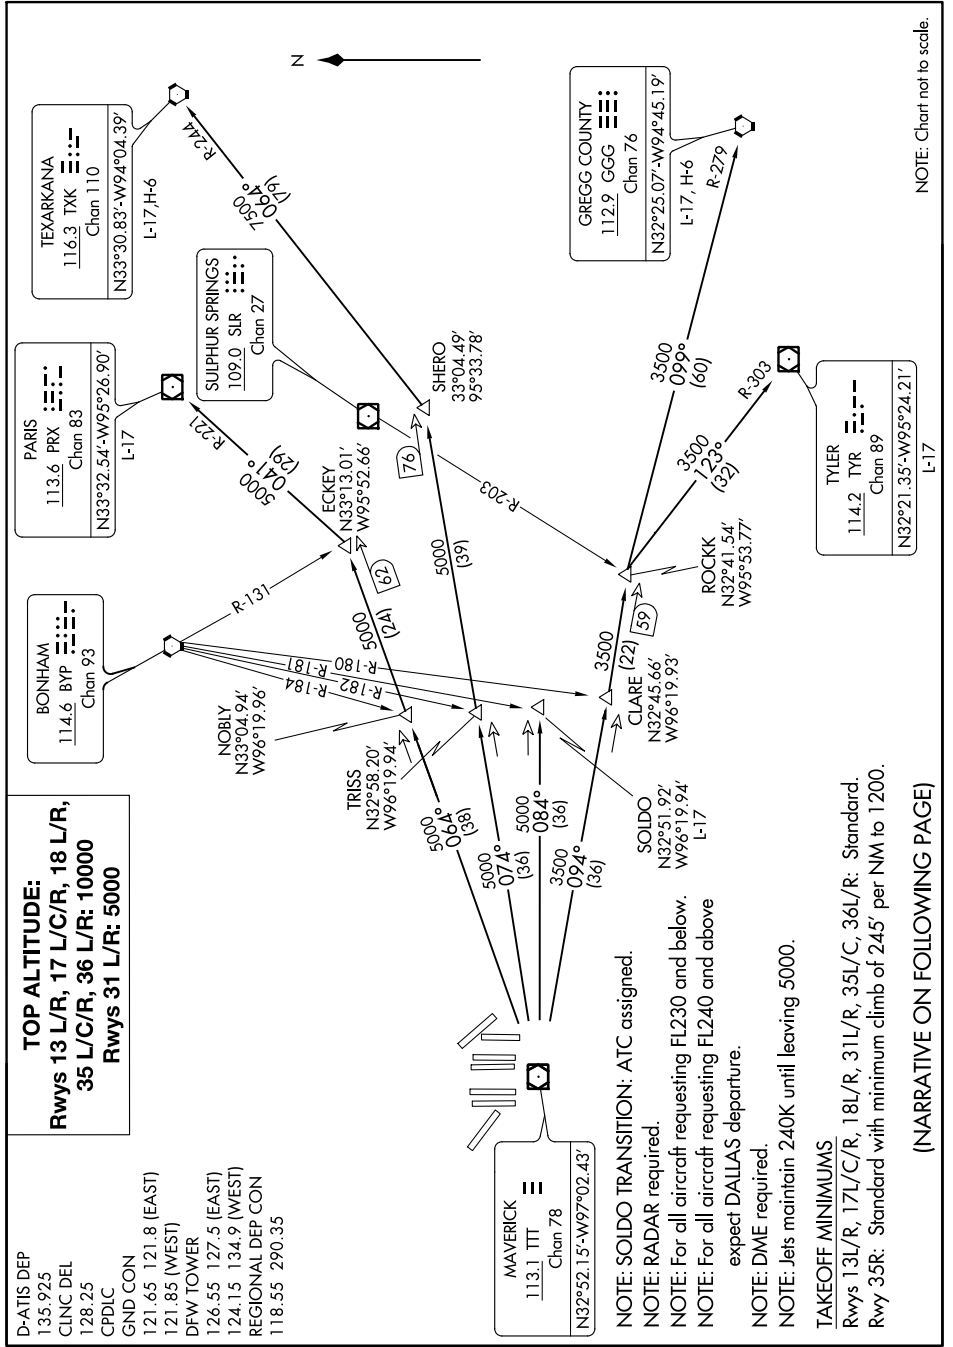 D-ATIS DEP
135.925
CLNC DEL
128.25
CPDLC
GND CON
121.65 121.8 (EAST)
121.85 (WEST)
DFW TOWER
126.55 127.5 (EAST)
124.15 134.9 (WEST)
REGIONAL DEP CON
118.55 290.35
TOP ALTITUDE:
Rwys 13 L/R, 17 L/C/R, 18 L/R,
35 L/C/R, 36 L/R: 10000
Rwys 31 L/R: 5000
BONHAM
114.6 BYP
Chan 93
PARIS
113.6 PRX
Chan 83
N33°32.54'-W95°26.90'
L-17
TEXARKANA
116.3 TXK
Chan 110
N33°30.83'-W94°04.39'
L-17,H-6
SULPHUR SPRINGS
109.0 SLR
Chan 27
N
R-244
7500
064°
(79)
R-221
5000
041°
(29)
R-131
R-184
R-181
R-182
R-180
NOBLY
N33°04.94'
W96°19.96'
ECKEY
N33°13.01'
W95°52.66'
5000
(24)
62
SHERO
33°04.49'
95°33.78'
76
5000
(39)
R-203
TRISS
N32°58.20'
W96°19.94'
5000
064°
(38)
5000
074°
(36)
5000
084°
(36)
3500
094°
(36)
SOLDO
N32°51.92'
W96°19.94'
L-17
CLARE
N32°45.66'
W96°19.93'
3500
(22)
59
ROCKK
N32°41.54'
W95°53.77'
3500
099°
(60)
R-279
3500
123°
(32)
R-303
GREGG COUNTY
112.9 GGG
Chan 76
N32°25.07'-W94°45.19'
L-17, H-6
TYLER
114.2 TYR
Chan 89
N32°21.35'-W95°24.21'
L-17
MAVERICK
113.1 TTT
Chan 78
N32°52.15'-W97°02.43'
NOTE: SOLDO TRANSITION: ATC assigned.
NOTE: RADAR required.
NOTE: For all aircraft requesting FL230 and below.
NOTE: For all aircraft requesting FL240 and above
expect DALLAS departure.
NOTE: DME required.
NOTE: Jets maintain 240K until leaving 5000.
TAKEOFF MINIMUMS
Rwys 13L/R, 17L/C/R, 18L/R, 31L/R, 35L/C, 36L/R: Standard.
Rwy 35R: Standard with minimum climb of 245' per NM to 1200.
(NARRATIVE ON FOLLOWING PAGE)
NOTE: Chart not to scale.